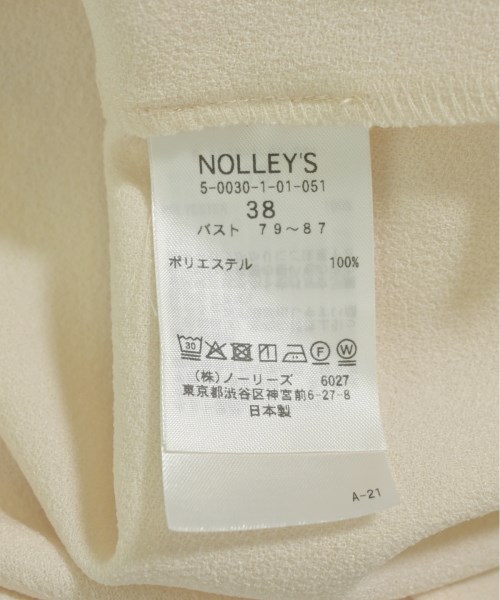 NOLLEY'S
5-0030-1-01-051
38
バスト 79～87
ポリエステル 100%
30 F W
(株)ノーリーズ 6027
東京都渋谷区神宮前6-27-8
日本製
A-21